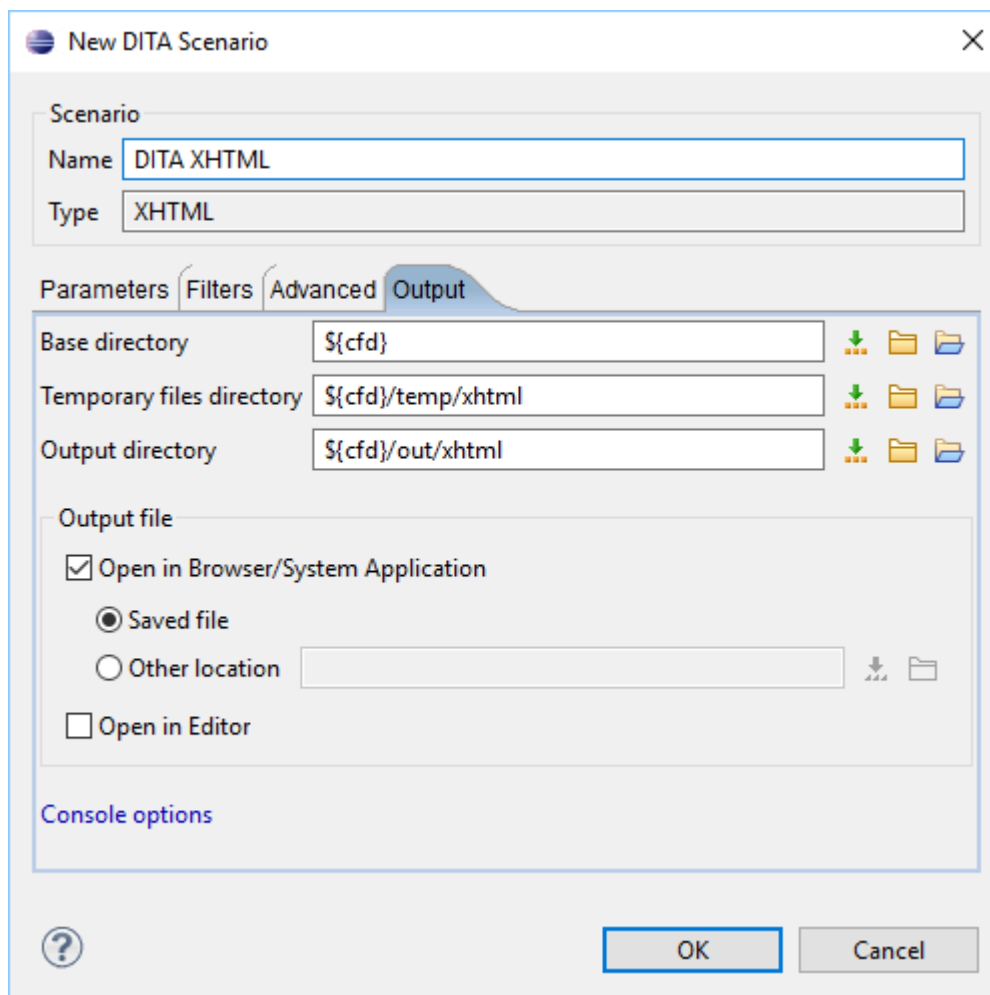 New DITA Scenario
Scenario
Name DITA XHTML
Type XHTML
Parameters Filters Advanced Output
Base directory ${cfd}
Temporary files directory ${cfd}/temp/xhtml
Output directory ${cfd}/out/xhtml
Output file
Open in Browser/System Application
Saved file
Other location
Open in Editor
Console options
? OK Cancel